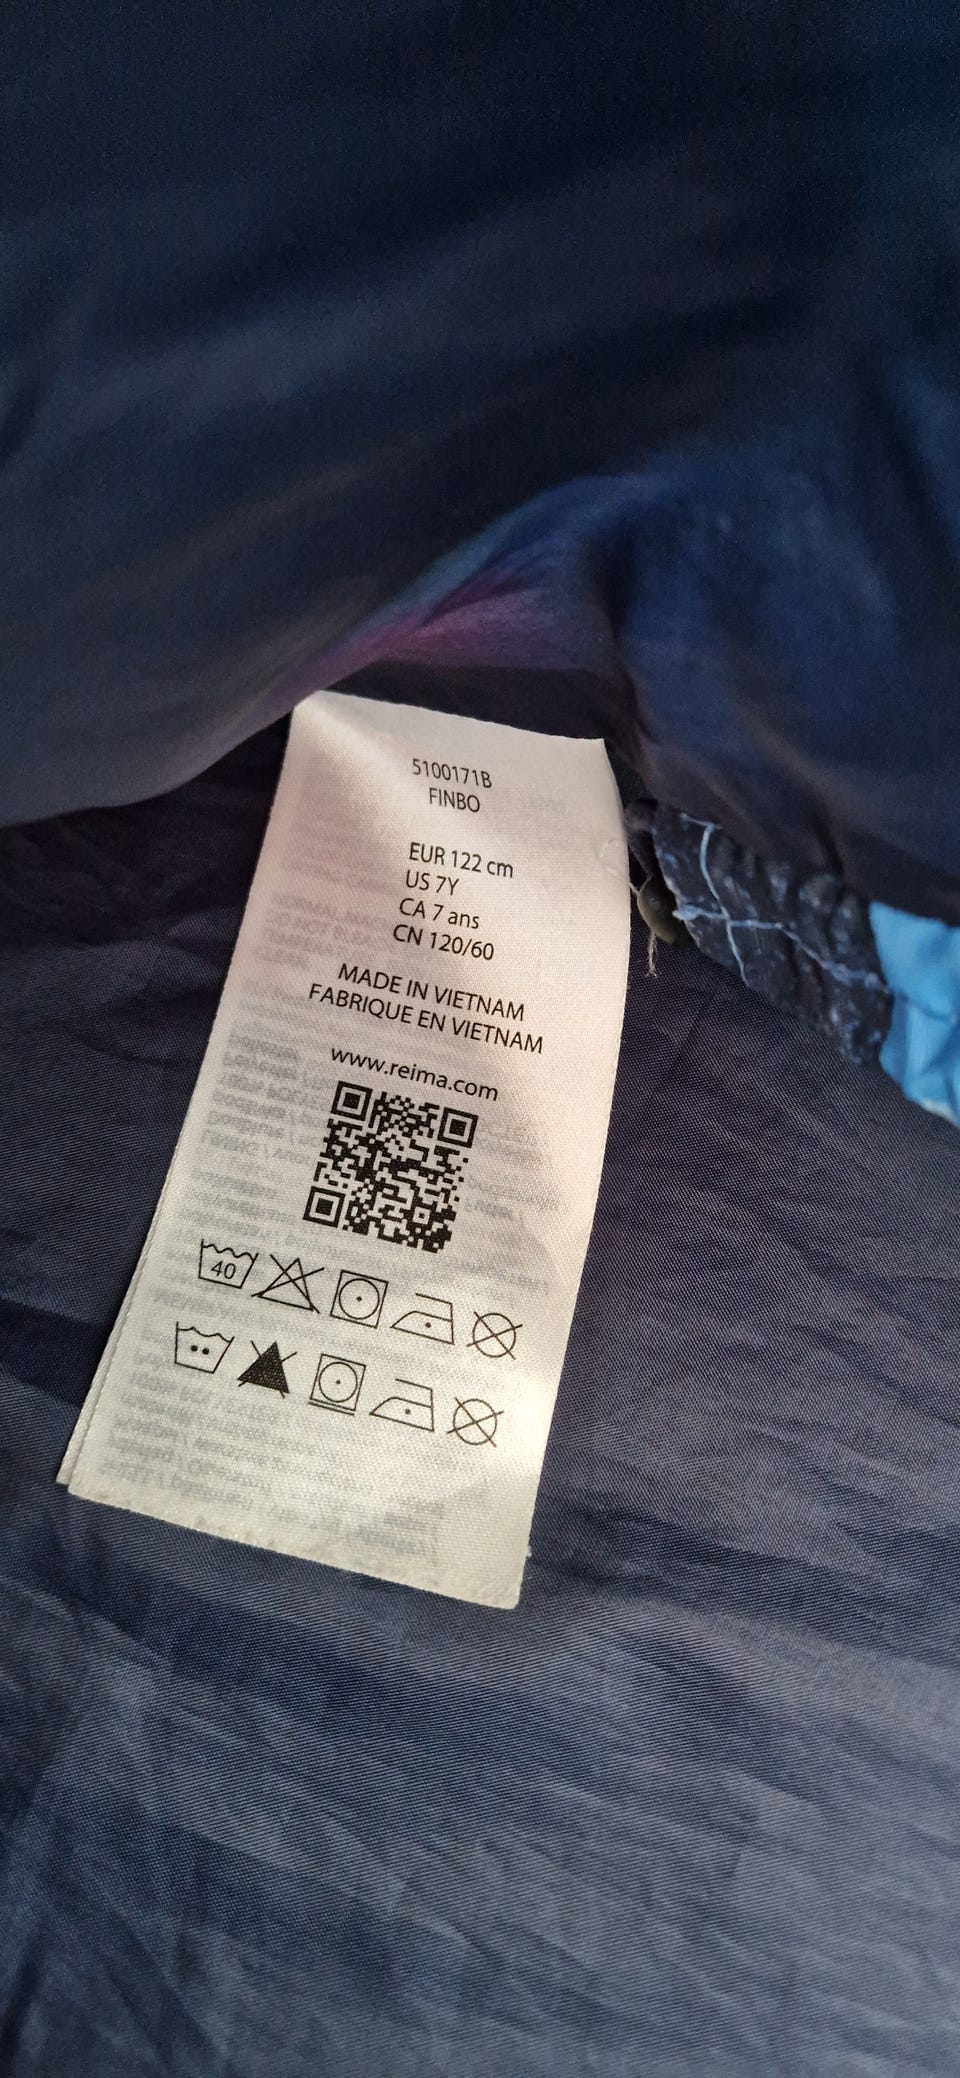 5100171B
FINBO
EUR 122 cm
US 7Y
CA 7 ans
CN 120/60
MADE IN VIETNAM
FABRIQUE EN VIETNAM
www.reima.com
40